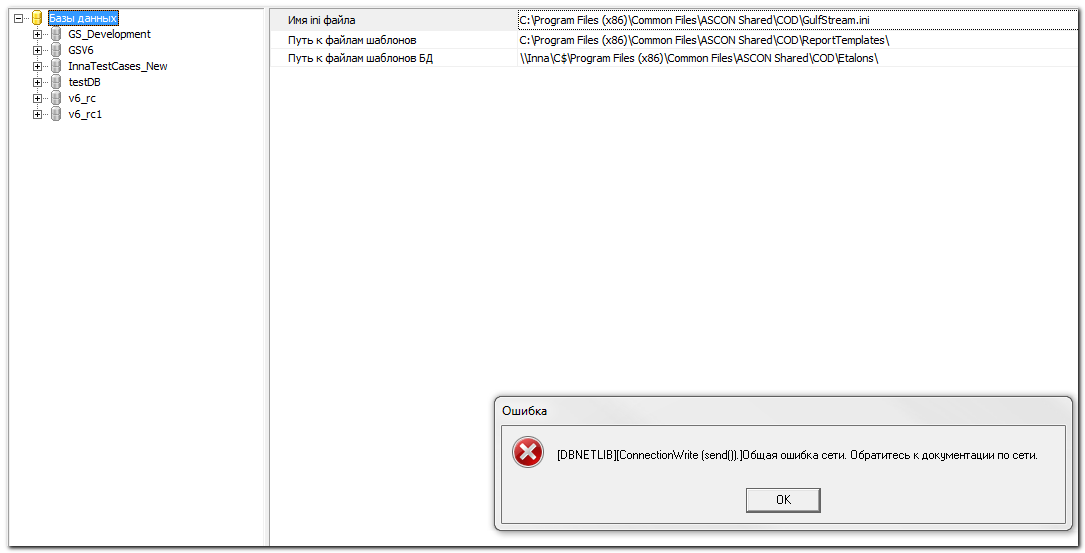 Базы данных
GS_Development
GSV6
InnaTestCases_New
testDB
v6_rc
v6_rc1
Имя ini файла C:\Program Files (x86)\Common Files\ASCON Shared\COD\GulfStream.ini
Путь к файлам шаблонов C:\Program Files (x86)\Common Files\ASCON Shared\COD\ReportTemplates\
Путь к файлам шаблонов БД \\Inna\C$\Program Files (x86)\Common Files\ASCON Shared\COD\Etalons\
Ошибка
[DBNETLIB][ConnectionWrite (send()).]Общая ошибка сети. Обратитесь к документации по сети.
OK